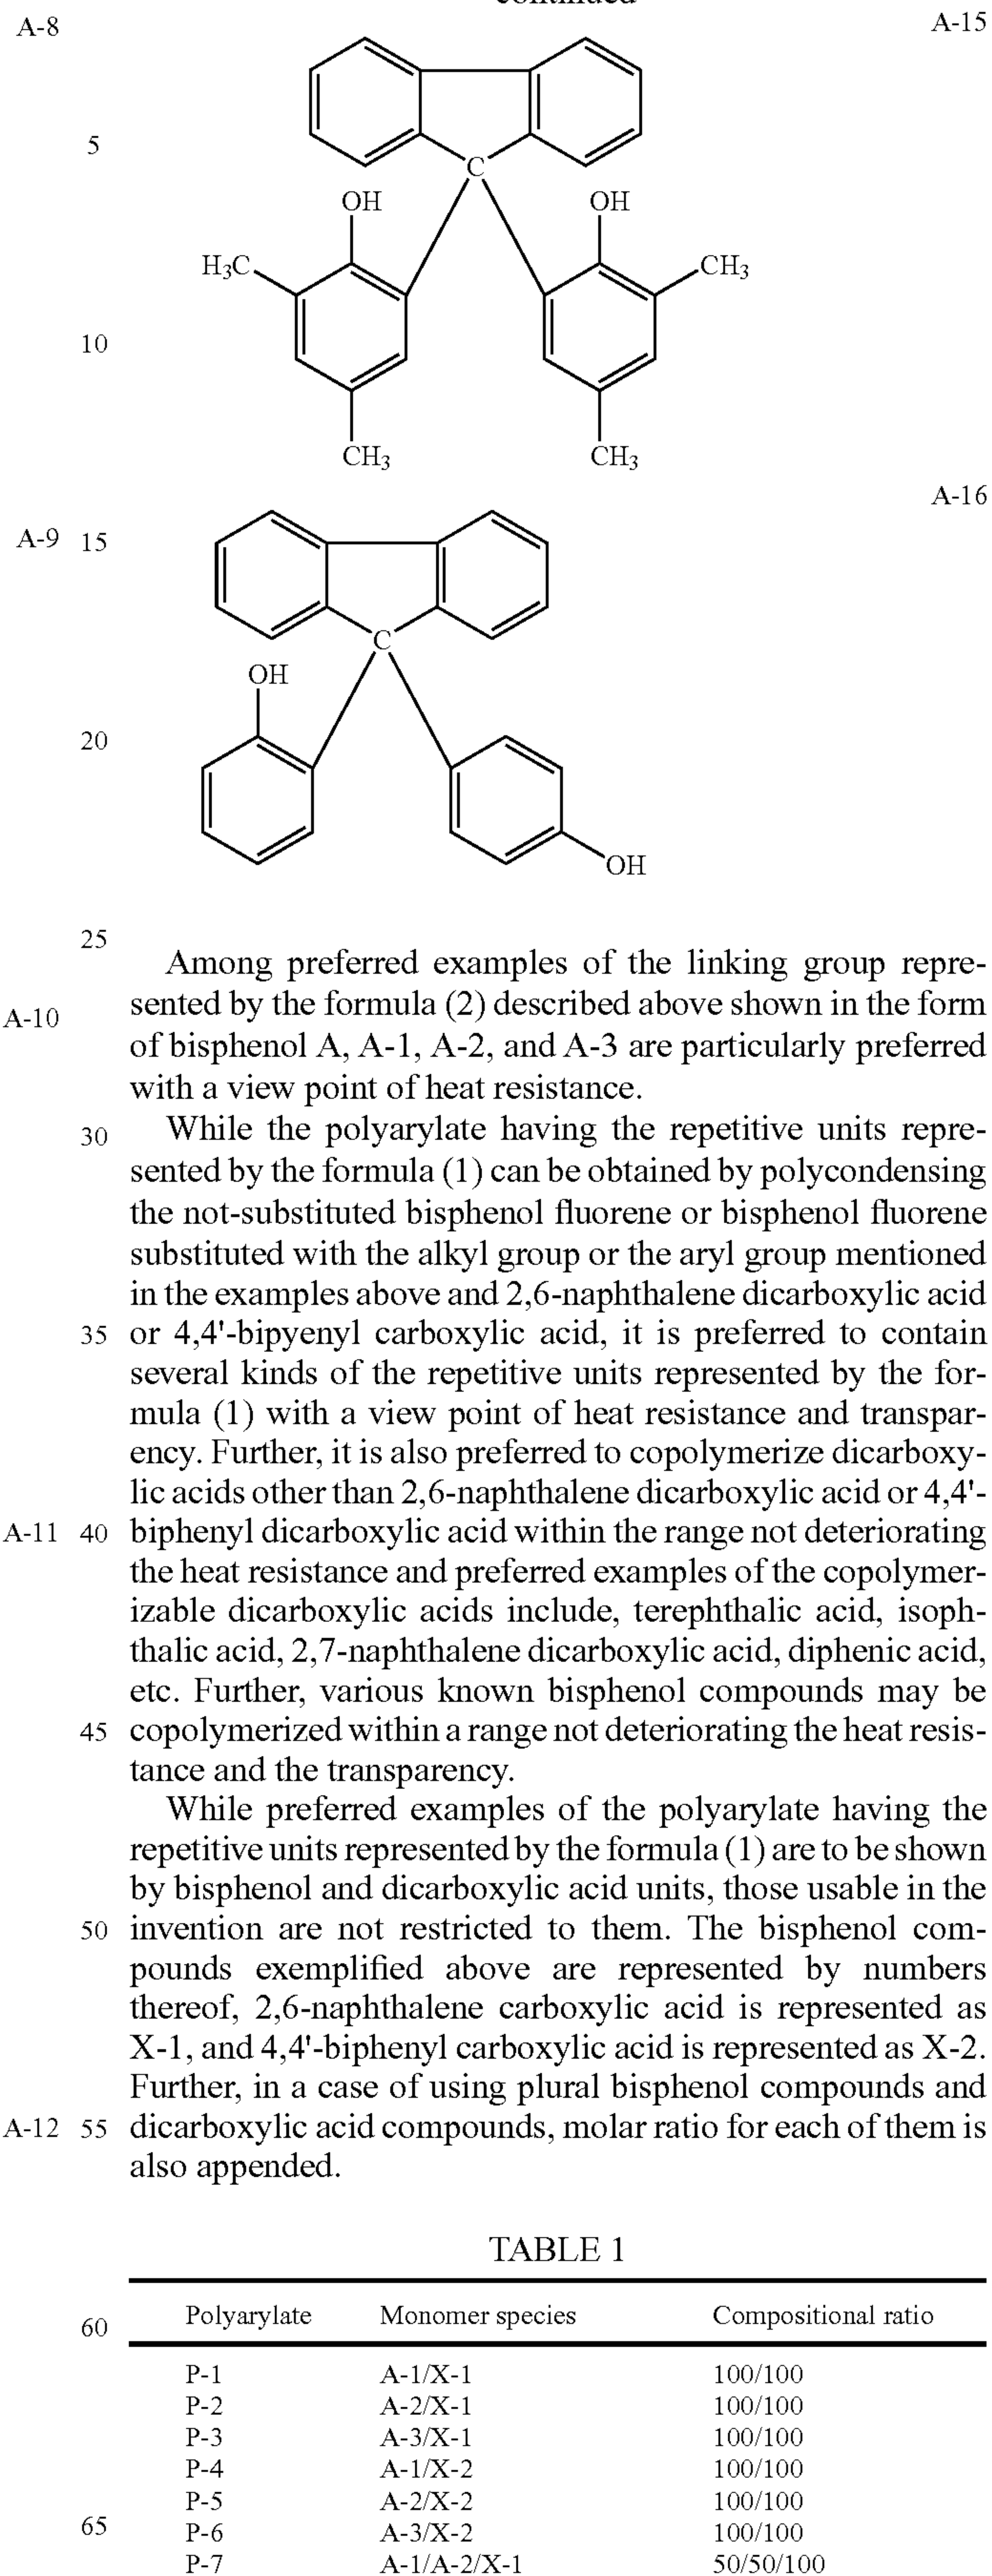 continued
A-8
A-15
5
C
OH
OH
H₃C
CH₃
10
CH₃
CH₃
A-16
A-9
15
C
OH
20
OH
25
Among preferred examples of the linking group repre-
sented by the formula (2) described above shown in the form
A-10
of bisphenol A, A-1, A-2, and A-3 are particularly preferred
with a view point of heat resistance.
30
While the polyarylate having the repetitive units repre-
sented by the formula (1) can be obtained by polycondensing
the not-substituted bisphenol fluorene or bisphenol fluorene
substituted with the alkyl group or the aryl group mentioned
in the examples above and 2,6-naphthalene dicarboxylic acid
35
or 4,4'-bipyenyl carboxylic acid, it is preferred to contain
several kinds of the repetitive units represented by the for-
mula (1) with a view point of heat resistance and transpar-
ency. Further, it is also preferred to copolymerize dicarboxy-
lic acids other than 2,6-naphthalene dicarboxylic acid or 4,4'-
A-11
40
biphenyl dicarboxylic acid within the range not deteriorating
the heat resistance and preferred examples of the copolymer-
izable dicarboxylic acids include, terephthalic acid, isoph-
thalic acid, 2,7-naphthalene dicarboxylic acid, diphenic acid,
etc. Further, various known bisphenol compounds may be
45
copolymerized within a range not deteriorating the heat resis-
tance and the transparency.
While preferred examples of the polyarylate having the
repetitive units represented by the formula (1) are to be shown
by bisphenol and dicarboxylic acid units, those usable in the
50
invention are not restricted to them. The bisphenol com-
pounds exemplified above are represented by numbers
thereof, 2,6-naphthalene carboxylic acid is represented as
X-1, and 4,4'-biphenyl carboxylic acid is represented as X-2.
Further, in a case of using plural bisphenol compounds and
A-12
55
dicarboxylic acid compounds, molar ratio for each of them is
also appended.
TABLE 1
60
Polyarylate Monomer species Compositional ratio
P-1 A-1/X-1 100/100
P-2 A-2/X-1 100/100
P-3 A-3/X-1 100/100
P-4 A-1/X-2 100/100
P-5 A-2/X-2 100/100
65
P-6 A-3/X-2 100/100
P-7 A-1/A-2/X-1 50/50/100